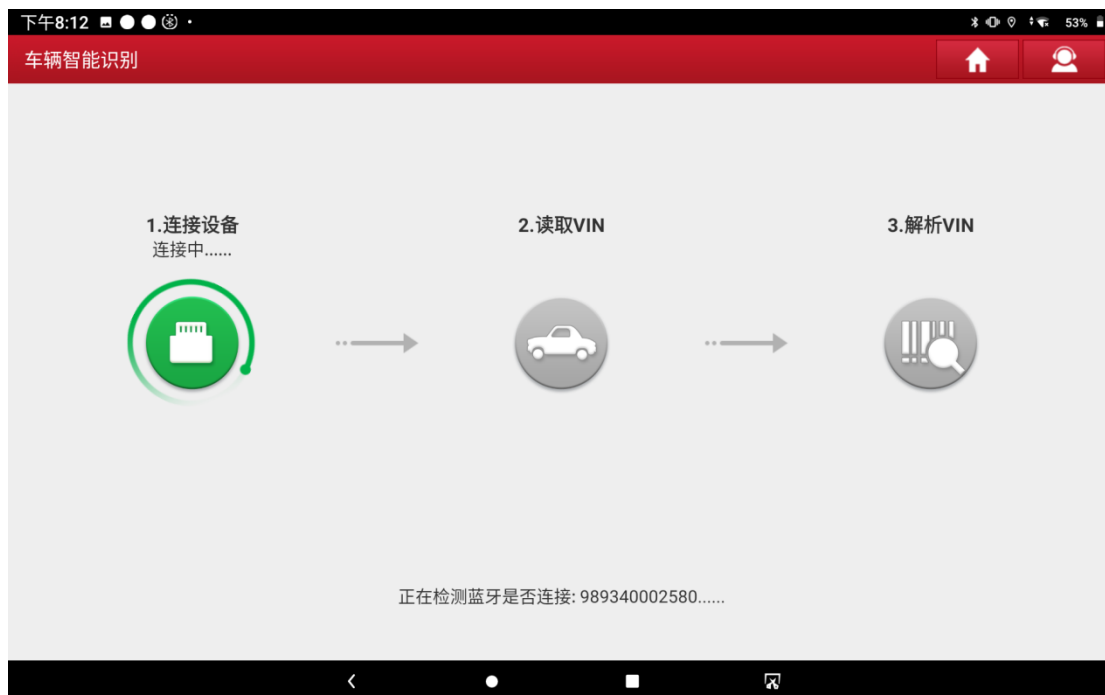 下午8:12
53%
车辆智能识别
1.连接设备
连接中......
2.读取VIN
3.解析VIN
正在检测蓝牙是否连接: 989340002580......